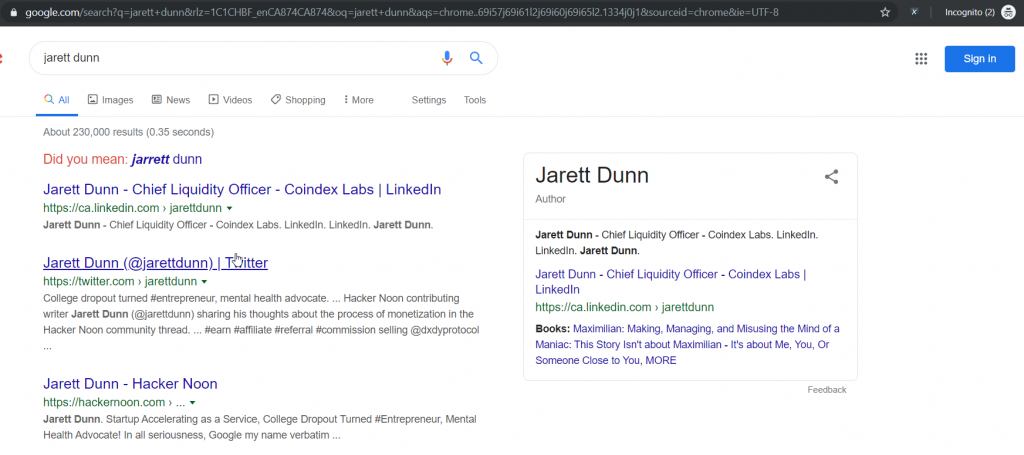 google.com/search?q=jarett+dunn&rlz=1C1CHBF_enCA874CA874&oq=jarett+dunn&aqs=chrome..69i57j69i61l2j69i60j69i65l2.1334j0j1&sourceid=chrome&ie=UTF-8
Incognito (2)
jarett dunn
Sign in
All Images News Videos Shopping More Settings Tools
About 230,000 results (0.35 seconds)
Did you mean: jarrett dunn
Jarett Dunn - Chief Liquidity Officer - Coindex Labs | LinkedIn
https://ca.linkedin.com › jarettdunn
Jarett Dunn - Chief Liquidity Officer - Coindex Labs. LinkedIn. LinkedIn. Jarett Dunn.
Jarett Dunn (@jarettdunn) | Twitter
https://twitter.com › jarettdunn
College dropout turned #entrepreneur, mental health advocate. ... Hacker Noon contributing
writer Jarett Dunn (@jarettdunn) sharing his thoughts about the process of monetization in the
Hacker Noon community thread. ... #earn #affiliate #referral #commission selling @dxdyprotocol
...
Jarett Dunn - Hacker Noon
https://hackernoon.com › ...
Jarett Dunn. Startup Accelerating as a Service, College Dropout Turned #Entrepreneur, Mental
Health Advocate! In all seriousness, Google my name verbatim ...
Jarett Dunn
Author
Jarett Dunn - Chief Liquidity Officer - Coindex Labs. LinkedIn.
LinkedIn. Jarett Dunn.
Jarett Dunn - Chief Liquidity Officer - Coindex Labs |
LinkedIn
https://ca.linkedin.com › jarettdunn
Books: Maximilian: Making, Managing, and Misusing the Mind of a
Maniac: This Story Isn't about Maximilian - It's about Me, You, Or
Someone Close to You, MORE
Feedback